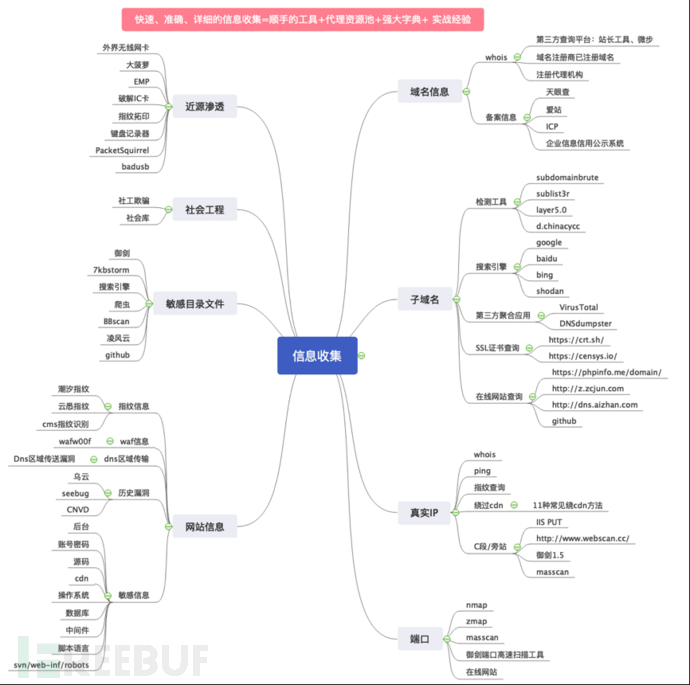 快速、准确、详细的信息收集=顺手的工具+代理资源池+强大字典+ 实战经验
信息收集
域名信息
whois
第三方查询平台：站长工具、微步
域名注册商已注册域名
注册代理机构
备案信息
天眼查
爱站
ICP
企业信息信用公示系统
子域名
检测工具
subdomainbrute
sublist3r
layer5.0
d.chinacycc
搜索引擎
google
baidu
bing
shodan
第三方聚合应用
VirusTotal
DNSdumpster
SSL证书查询
https://crt.sh/
https://censys.io/
在线网站查询
https://phpinfo.me/domain/
http://z.zcjun.com
http://dns.aizhan.com
github
真实IP
whois
ping
指纹查询
绕过cdn
11种常见绕cdn方法
C段/旁站
IIS PUT
http://www.webscan.cc/
御剑1.5
masscan
端口
nmap
zmap
masscan
御剑端口高速扫描工具
在线网站
近源渗透
外界无线网卡
大菠萝
EMP
破解IC卡
指纹拓印
键盘记录器
PacketSquirrel
badusb
社会工程
社工欺骗
社会库
敏感目录文件
御剑
7kbstorm
搜索引擎
爬虫
BBscan
凌风云
github
网站信息
指纹信息
潮汐指纹
云悉指纹
cms指纹识别
waf信息
wafw00f
dns区域传输
Dns区域传送漏洞
历史漏洞
乌云
seebug
CNVD
敏感信息
后台
账号密码
源码
cdn
操作系统
数据库
中间件
脚本语言
svn/web-inf/robots
FREEBUF